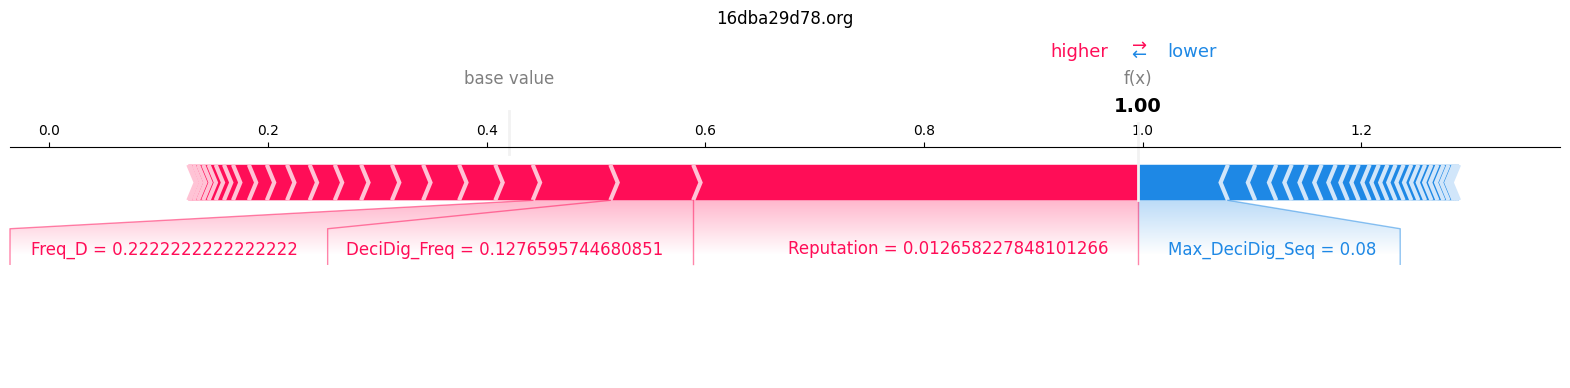 16dba29d78.org
higher ⇄ lower
base value f(x)
1.00
0.0 0.2 0.4 0.6 0.8 1.0 1.2
Freq_D = 0.2222222222222222 DeciDig_Freq = 0.1276595744680851 Reputation = 0.012658227848101266 Max_DeciDig_Seq = 0.08